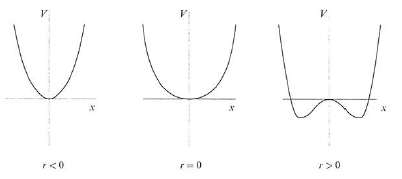 V V V
x x x
r < 0 r = 0 r > 0